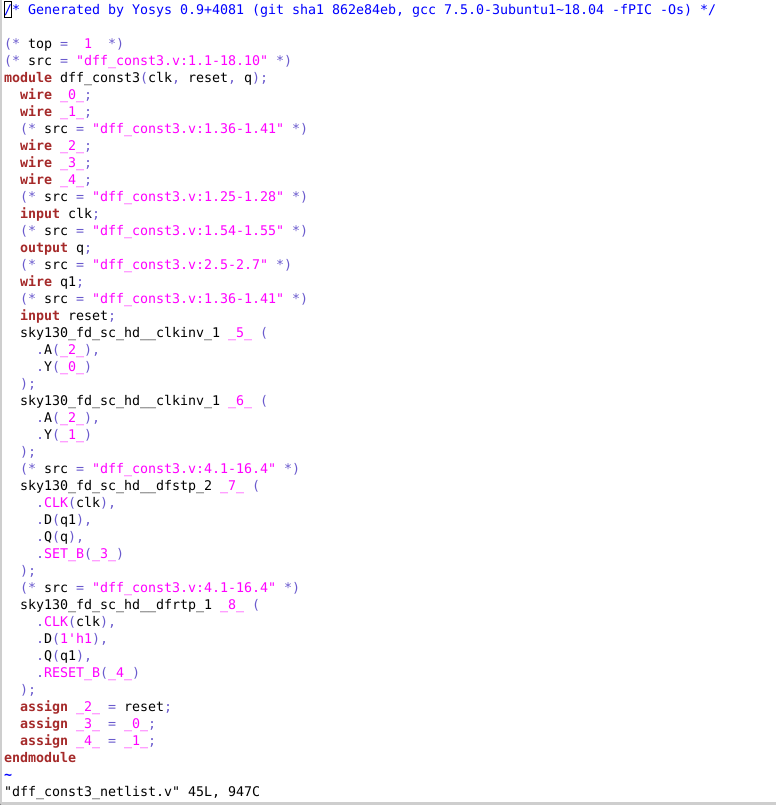 /* Generated by Yosys 0.9+4081 (git sha1 862e84eb, gcc 7.5.0-3ubuntu1~18.04 -fPIC -Os) */

(* top =  1  *)
(* src = "dff_const3.v:1.1-18.10" *)
module dff_const3(clk, reset, q);
  wire _0_;
  wire _1_;
  (* src = "dff_const3.v:1.36-1.41" *)
  wire _2_;
  wire _3_;
  wire _4_;
  (* src = "dff_const3.v:1.25-1.28" *)
  input clk;
  (* src = "dff_const3.v:1.54-1.55" *)
  output q;
  (* src = "dff_const3.v:2.5-2.7" *)
  wire q1;
  (* src = "dff_const3.v:1.36-1.41" *)
  input reset;
  sky130_fd_sc_hd__clkinv_1 _5_ (
    .A(_2_),
    .Y(_0_)
  );
  sky130_fd_sc_hd__clkinv_1 _6_ (
    .A(_2_),
    .Y(_1_)
  );
  (* src = "dff_const3.v:4.1-16.4" *)
  sky130_fd_sc_hd__dfstp_2 _7_ (
    .CLK(clk),
    .D(q1),
    .Q(q),
    .SET_B(_3_)
  );
  (* src = "dff_const3.v:4.1-16.4" *)
  sky130_fd_sc_hd__dfrtp_1 _8_ (
    .CLK(clk),
    .D(1'h1),
    .Q(q1),
    .RESET_B(_4_)
  );
  assign _2_ = reset;
  assign _3_ = _0_;
  assign _4_ = _1_;
endmodule
~
"dff_const3_netlist.v" 45L, 947C